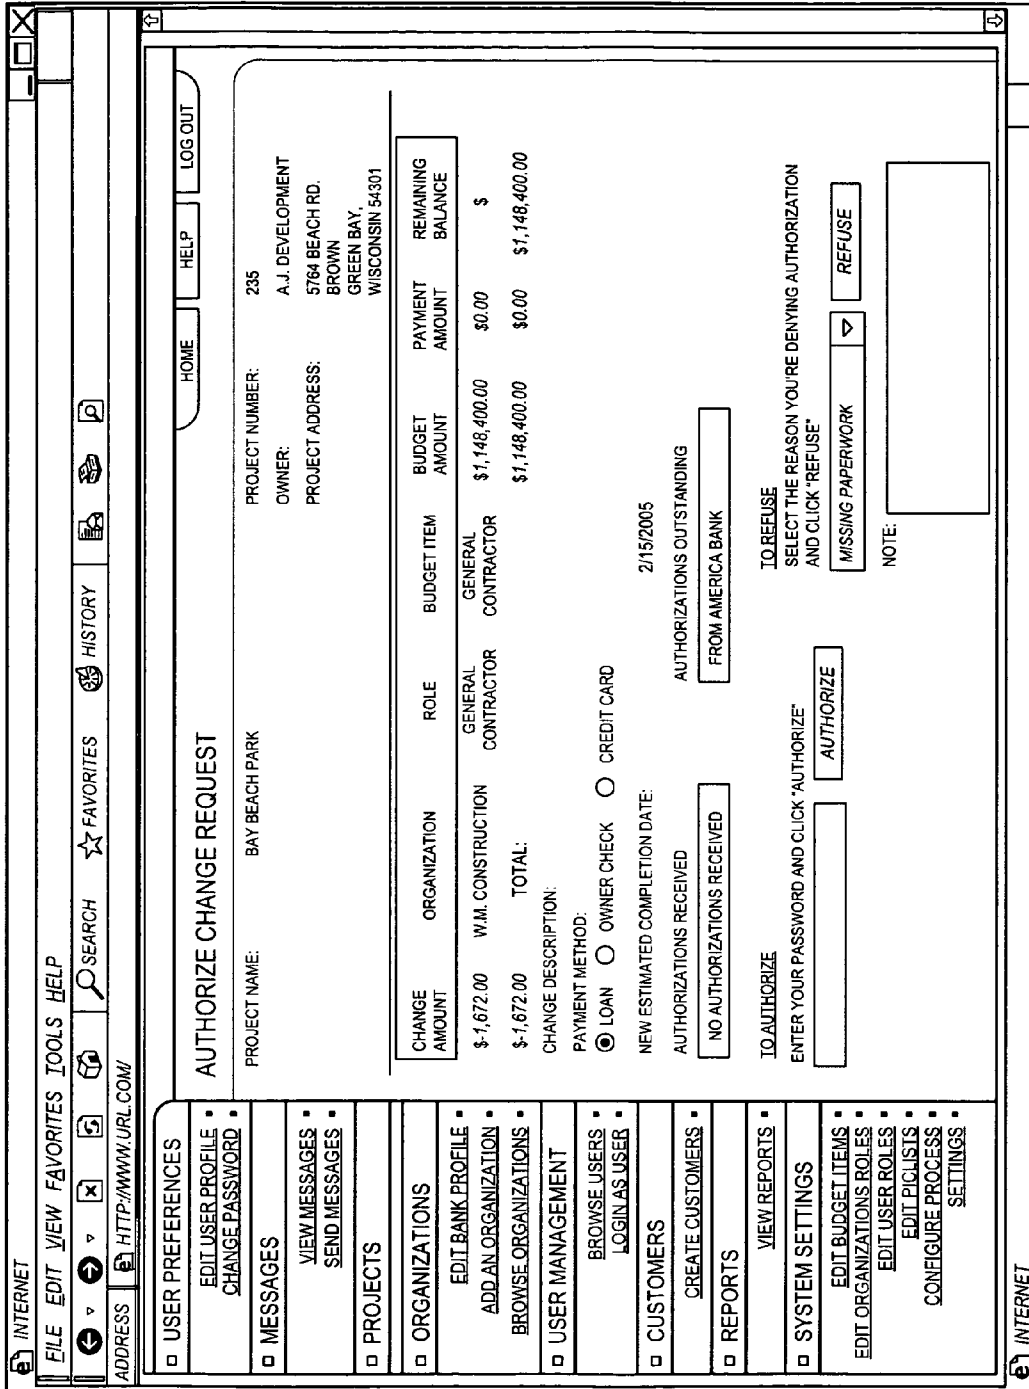 INTERNET
FILE EDIT VIEW FAVORITES TOOLS HELP
SEARCH FAVORITES HISTORY
ADDRESS HTTP://WWW.URL.COM/
HOME HELP LOG OUT
USER PREFERENCES
EDIT USER PROFILE
CHANGE PASSWORD
MESSAGES
VIEW MESSAGES
SEND MESSAGES
PROJECTS
ORGANIZATIONS
EDIT BANK PROFILE
ADD AN ORGANIZATION
BROWSE ORGANIZATIONS
USER MANAGEMENT
BROWSE USERS
LOGIN AS USER
CUSTOMERS
CREATE CUSTOMERS
REPORTS
VIEW REPORTS
SYSTEM SETTINGS
EDIT BUDGET ITEMS
EDIT ORGANIZATIONS ROLES
EDIT USER ROLES
EDIT PICLISTS
CONFIGURE PROCESS
SETTINGS
AUTHORIZE CHANGE REQUEST
PROJECT NAME: BAY BEACH PARK PROJECT NUMBER: 235
OWNER: A.J. DEVELOPMENT
PROJECT ADDRESS: 5764 BEACH RD.
BROWN
GREEN BAY,
WISCONSIN 54301
CHANGE AMOUNT ORGANIZATION ROLE BUDGET ITEM BUDGET AMOUNT PAYMENT AMOUNT REMAINING BALANCE
$-1,672.00 W.M. CONSTRUCTION GENERAL CONTRACTOR GENERAL CONTRACTOR $1,148,400.00 $0.00 $
$-1,672.00 TOTAL: $1,148,400.00 $0.00 $1,148,400.00
CHANGE DESCRIPTION:
PAYMENT METHOD:
LOAN OWNER CHECK CREDIT CARD
NEW ESTIMATED COMPLETION DATE: 2/15/2005
AUTHORIZATIONS RECEIVED AUTHORIZATIONS OUTSTANDING
NO AUTHORIZATIONS RECEIVED FROM AMERICA BANK
TO AUTHORIZE
ENTER YOUR PASSWORD AND CLICK "AUTHORIZE"
AUTHORIZE
TO REFUSE
SELECT THE REASON YOU'RE DENYING AUTHORIZATION
AND CLICK "REFUSE"
MISSING PAPERWORK REFUSE
NOTE:
INTERNET